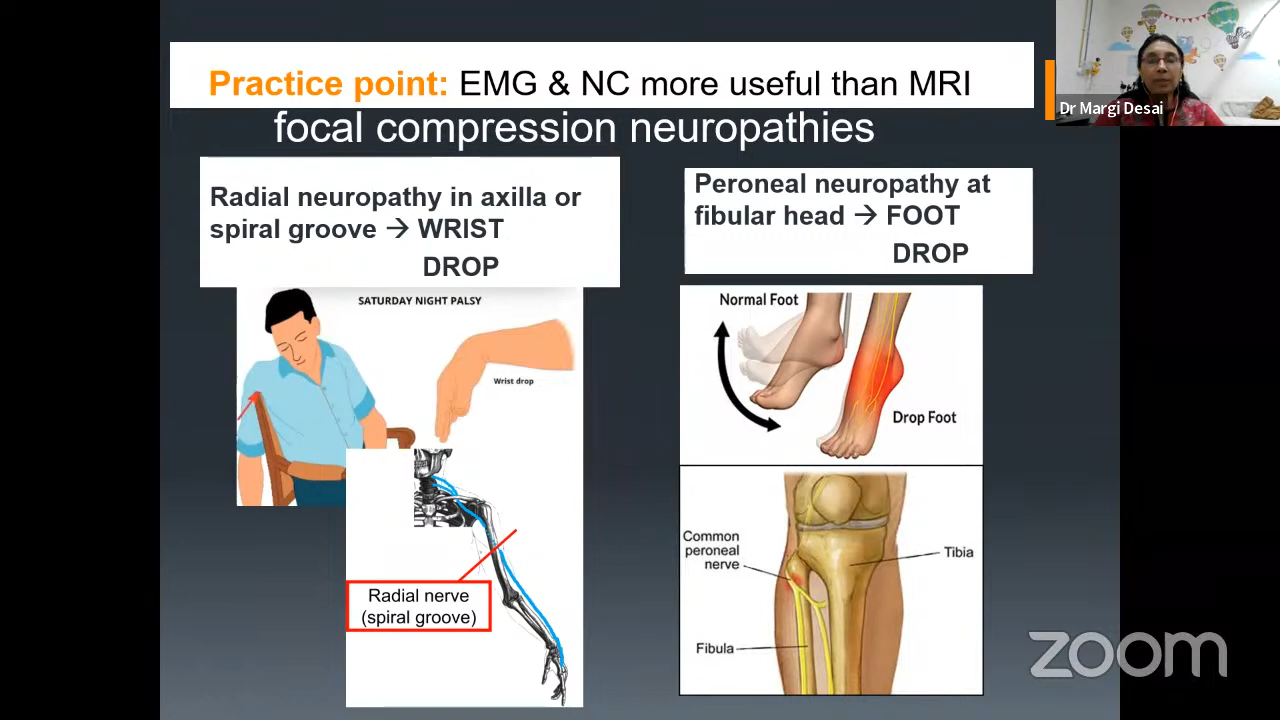 Practice point: EMG & NC more useful than MRI
focal compression neuropathies
Radial neuropathy in axilla or
spiral groove → WRIST
DROP
SATURDAY NIGHT PALSY
Wrist drop
Radial nerve
(spiral groove)
Peroneal neuropathy at
fibular head → FOOT
DROP
Normal Foot
Drop Foot
Common
peroneal
nerve
Tibia
Fibula
Dr Margi Desai
zoom